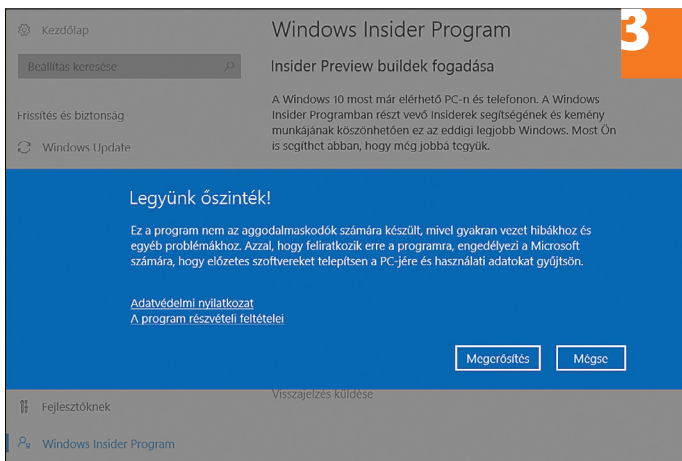 Kezdőlap
Beállítás keresése
Frissítés és biztonság
Windows Update
Windows Insider Program
3
Insider Preview buildek fogadása
A Windows 10 most már elérhető PC-n és telefonon. A Windows
Insider Programban részt vevő Insiderek segítségének és kemény
munkájának köszönhetően ez az eddigi legjobb Windows. Most Ön
is segíthet abban, hogy még jobbá tegyük.
Legyünk őszinték!
Ez a program nem az aggodalmaskodók számára készült, mivel gyakran vezet hibákhoz és
egyéb problémákhoz. Azzal, hogy feliratkozik erre a programra, engedélyezi a Microsoft
számára, hogy előzetes szoftvereket telepítsen a PC-jére és használati adatokat gyűjtsön.
Adatvédelmi nyilatkozat
A program részvételi feltételei
Megerősítés
Mégse
Visszajelzés küldése
Fejlesztőknek
Windows Insider Program